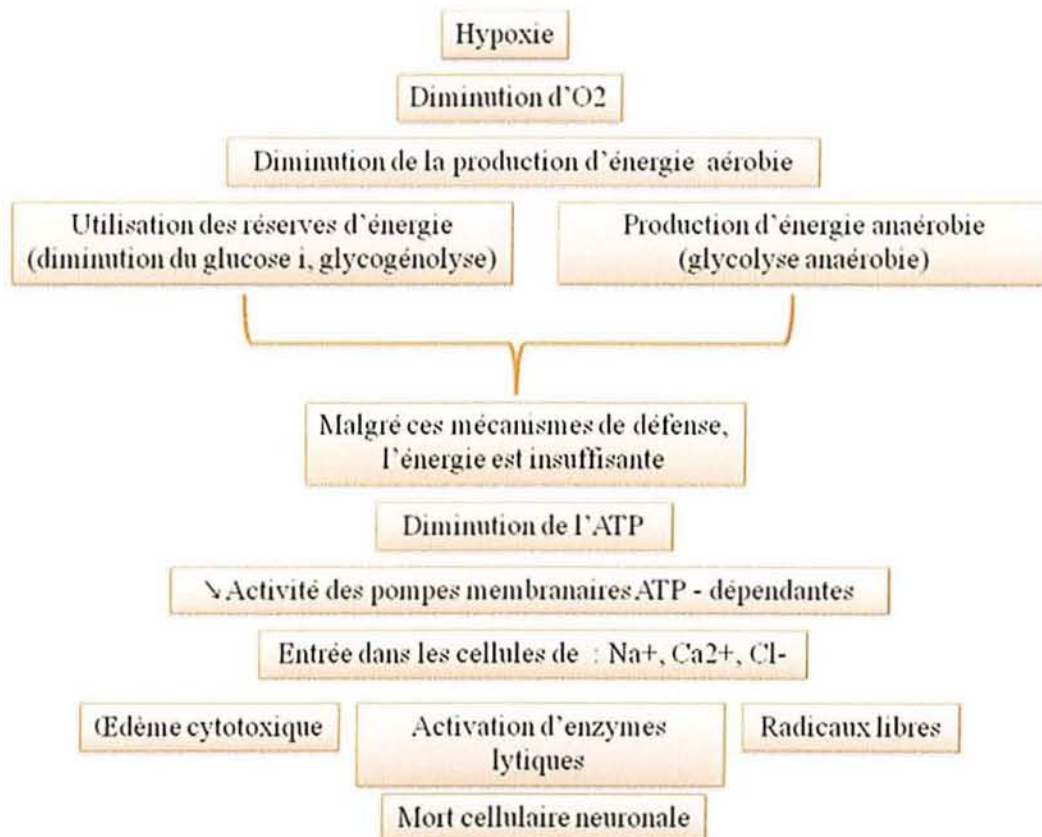 Hypoxie
Diminution d'O2
Diminution de la production d'énergie aérobie
Utilisation des réserves d'énergie
(diminution du glucose i, glycogénolyse)
Production d'énergie anaérobie
(glycolyse anaérobie)
Malgré ces mécanismes de défense,
l'énergie est insuffisante
Diminution de l'ATP
↘ Activité des pompes membranaires ATP - dépendantes
Entrée dans les cellules de : Na+, Ca2+, Cl-
Œdème cytotoxique
Activation d'enzymes
lytiques
Radicaux libres
Mort cellulaire neuronale